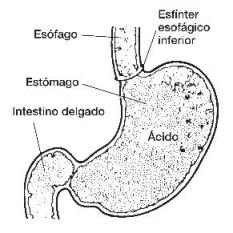 Esfínter
esofágico
inferior
Esófago
Estómago
Intestino delgado
Ácido